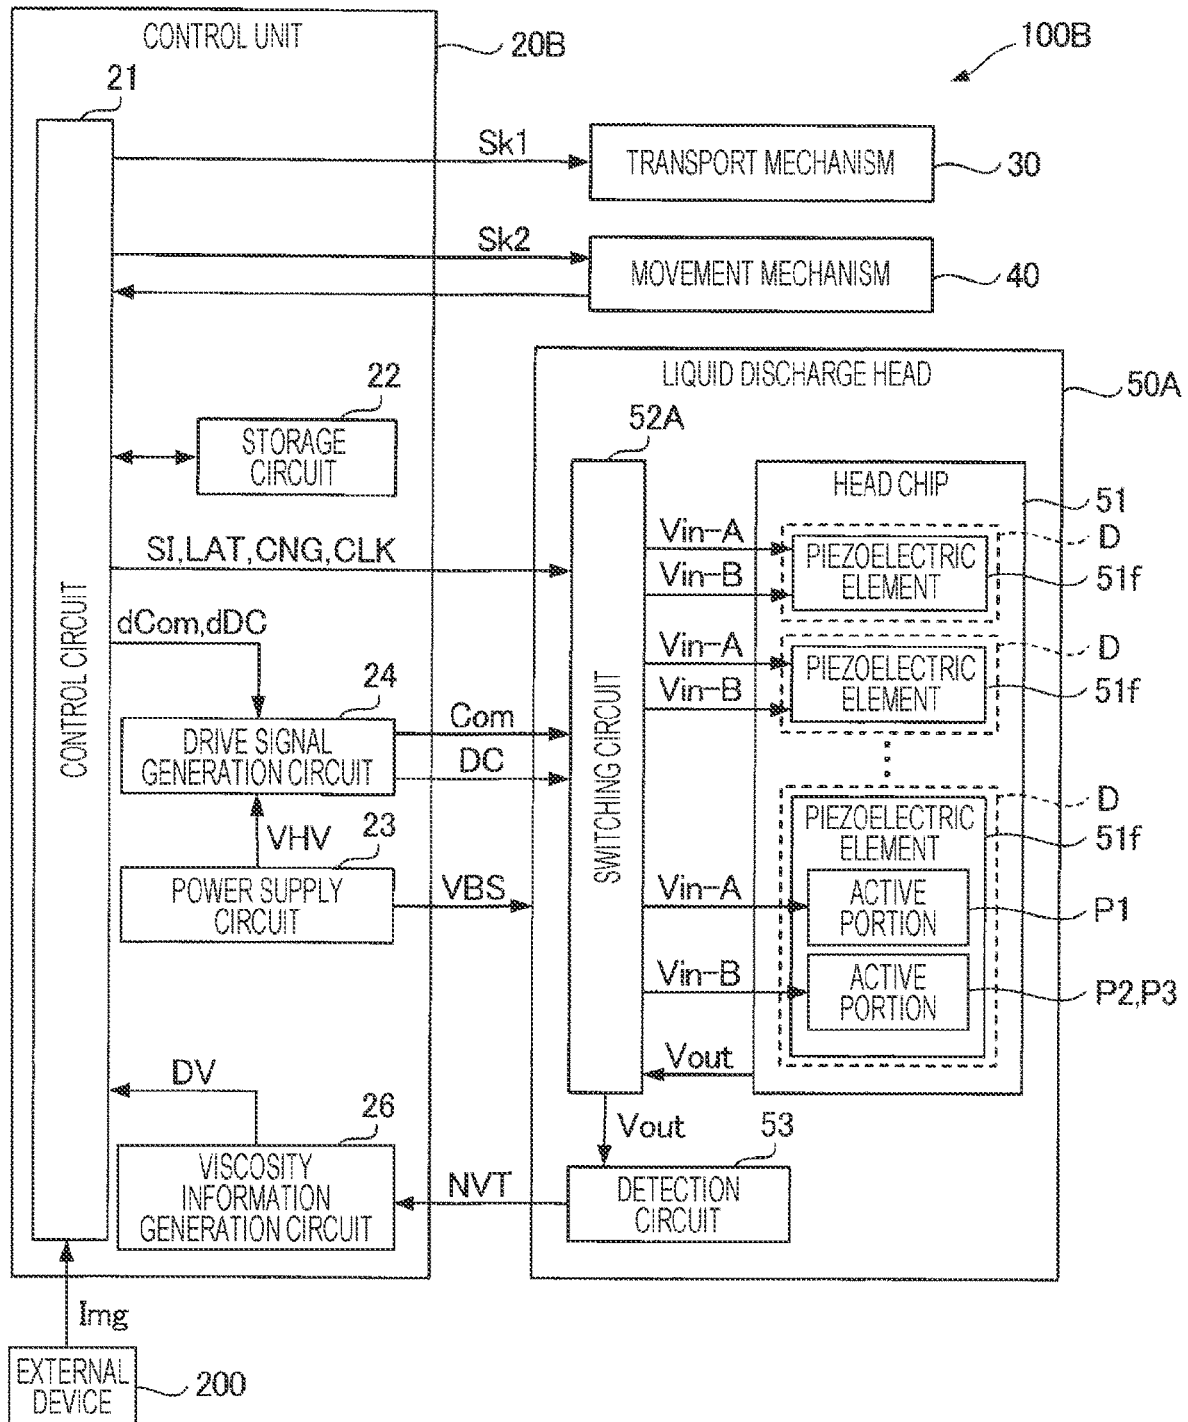 CONTROL UNIT
20B
100B
21
Sk1
TRANSPORT MECHANISM
30
Sk2
MOVEMENT MECHANISM
40
LIQUID DISCHARGE HEAD
50A
22
STORAGE
CIRCUIT
52A
HEAD CHIP
51
Vin-A
D
PIEZOELECTRIC
ELEMENT
51f
Vin-B
SI,LAT,CNG,CLK
dCom,dDC
Vin-A
D
PIEZOELECTRIC
ELEMENT
51f
Vin-B
CONTROL CIRCUIT
24
DRIVE SIGNAL
GENERATION CIRCUIT
Com
DC
SWITCHING CIRCUIT
D
PIEZOELECTRIC
ELEMENT
51f
VHV
23
POWER SUPPLY
CIRCUIT
VBS
Vin-A
ACTIVE
PORTION
P1
Vin-B
ACTIVE
PORTION
P2,P3
Vout
DV
26
VISCOSITY
INFORMATION
GENERATION CIRCUIT
Vout
53
NVT
DETECTION
CIRCUIT
Img
EXTERNAL
DEVICE
200